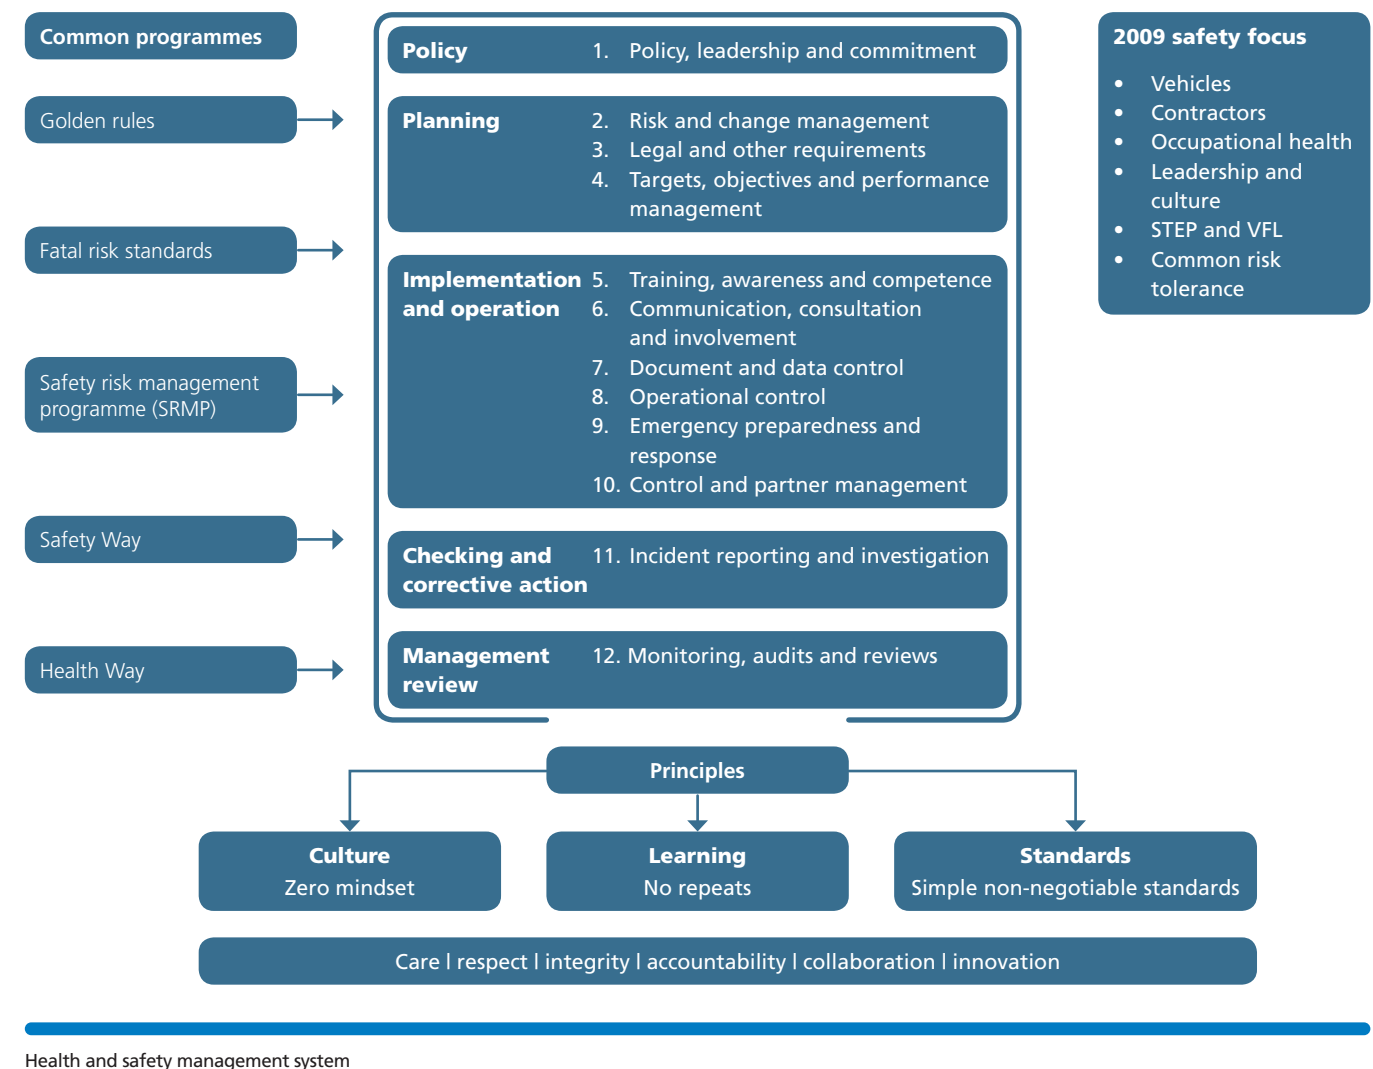 Common programmes
Golden rules
Fatal risk standards
Safety risk management
programme (SRMP)
Safety Way
Health Way
Policy 1. Policy, leadership and commitment
Planning 2. Risk and change management
3. Legal and other requirements
4. Targets, objectives and performance
management
Implementation 5. Training, awareness and competence
and operation 6. Communication, consultation
and involvement
7. Document and data control
8. Operational control
9. Emergency preparedness and
response
10. Control and partner management
Checking and 11. Incident reporting and investigation
corrective action
Management 12. Monitoring, audits and reviews
review
2009 safety focus
• Vehicles
• Contractors
• Occupational health
• Leadership and
culture
• STEP and VFL
• Common risk
tolerance
Principles
Culture
Zero mindset
Learning
No repeats
Standards
Simple non-negotiable standards
Care | respect | integrity | accountability | collaboration | innovation
Health and safety management system